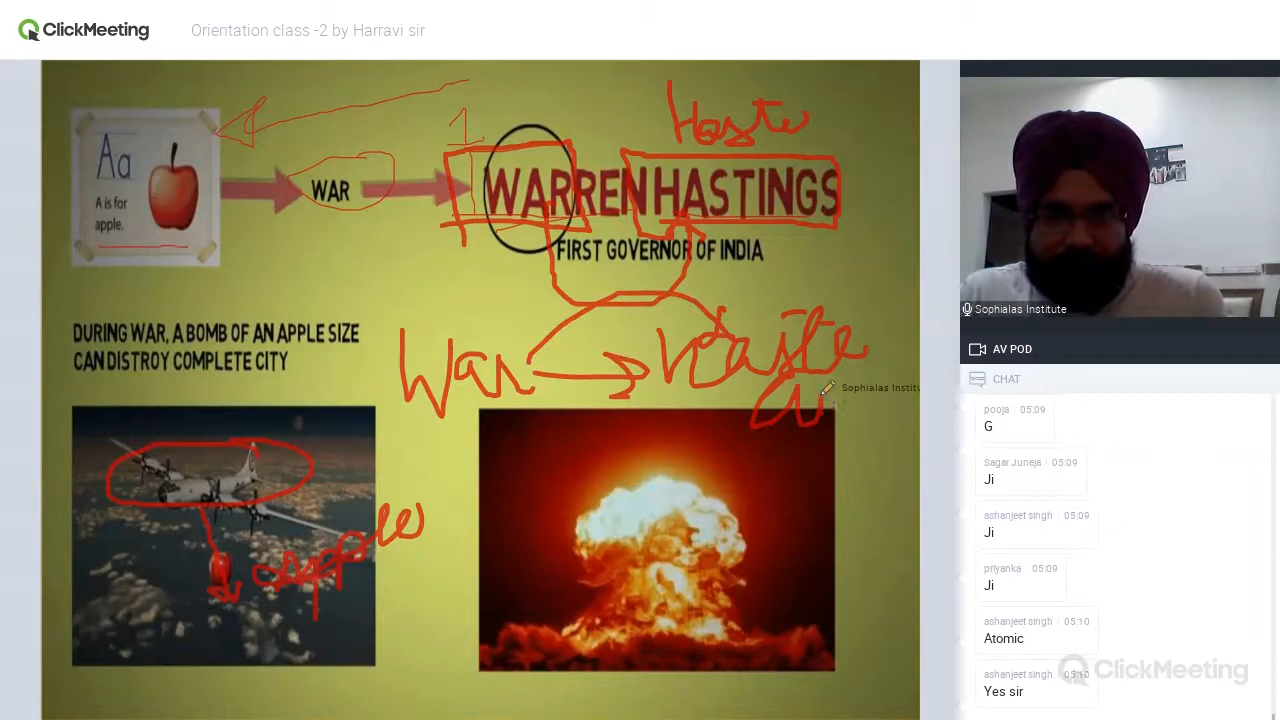 ClickMeeting
Orientation class -2 by Harravi sir
Aa
A is for
apple.
WAR
1
Haste
WARREN HASTINGS
FIRST GOVERNOR OF INDIA
DURING WAR, A BOMB OF AN APPLE SIZE
CAN DISTROY COMPLETE CITY
War
Haste
Sophialas Institu
Apple
Sophialas Institute
AV POD
CHAT
pooja 05:09
G
Sagar Juneja 05:09
Ji
ashanjeet singh 05:09
Ji
priyanka 05:09
Ji
ashanjeet singh 05:10
Atomic
ashanjeet singh 05:10
Yes sir
ClickMeeting